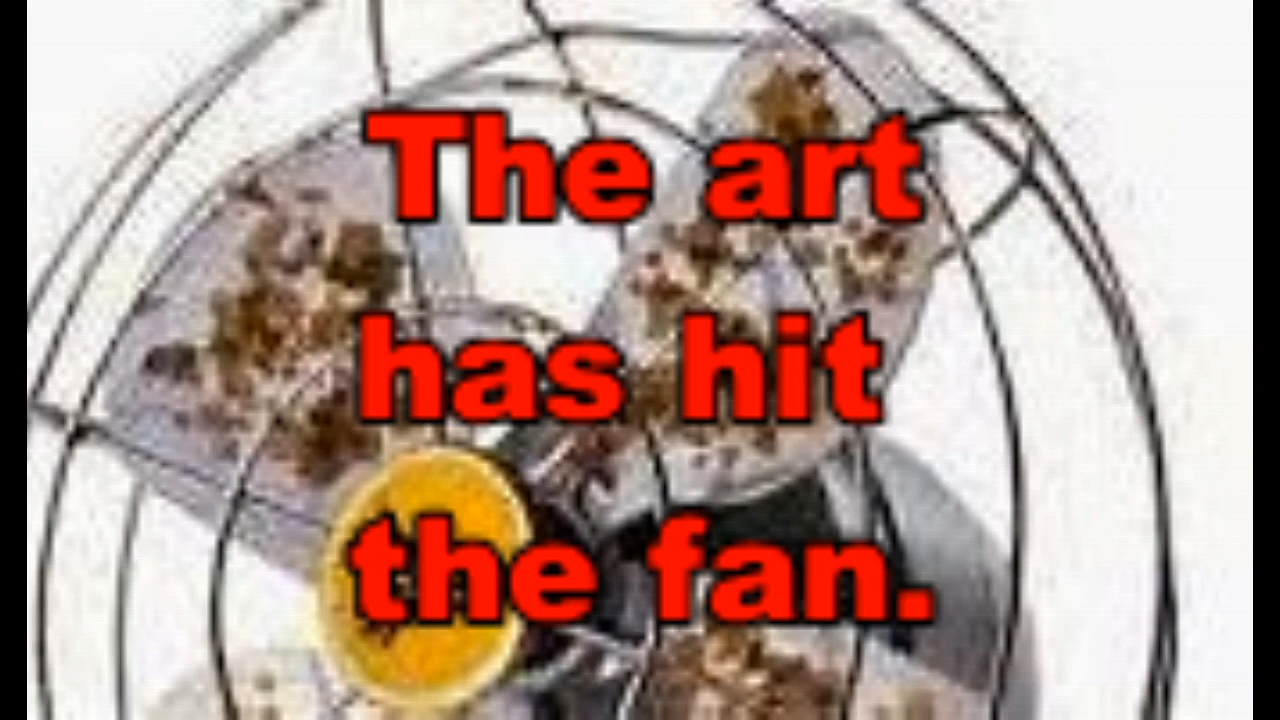 The art
has hit
the fan.